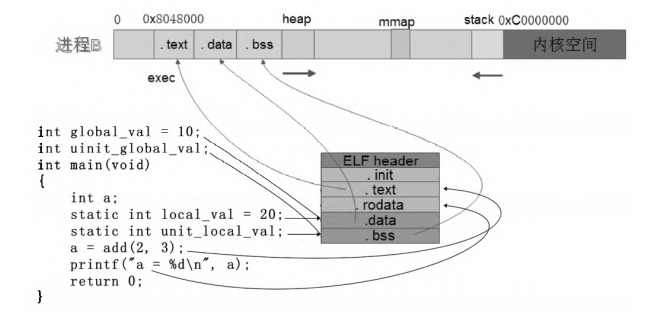 0 0x8048000 heap mmap stack 0xC0000000
进程B .text .data .bss 内核空间
exec
int global_val = 10;
int uinit_global_val;
int main(void)
{
int a;
static int local_val = 20;
static int unit_local_val;
a = add(2, 3);
printf("a = %d\n", a);
return 0;
}
ELF header
.init
.text
.rodata
.data
.bss